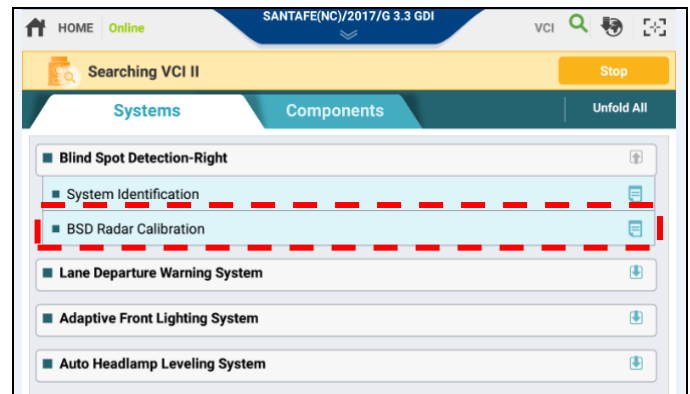 HOME Online SANTAFE(NC)/2017/G 3.3 GDI VCI
Searching VCI II Stop
Systems Components Unfold All
Blind Spot Detection-Right
System Identification
BSD Radar Calibration
Lane Departure Warning System
Adaptive Front Lighting System
Auto Headlamp Leveling System